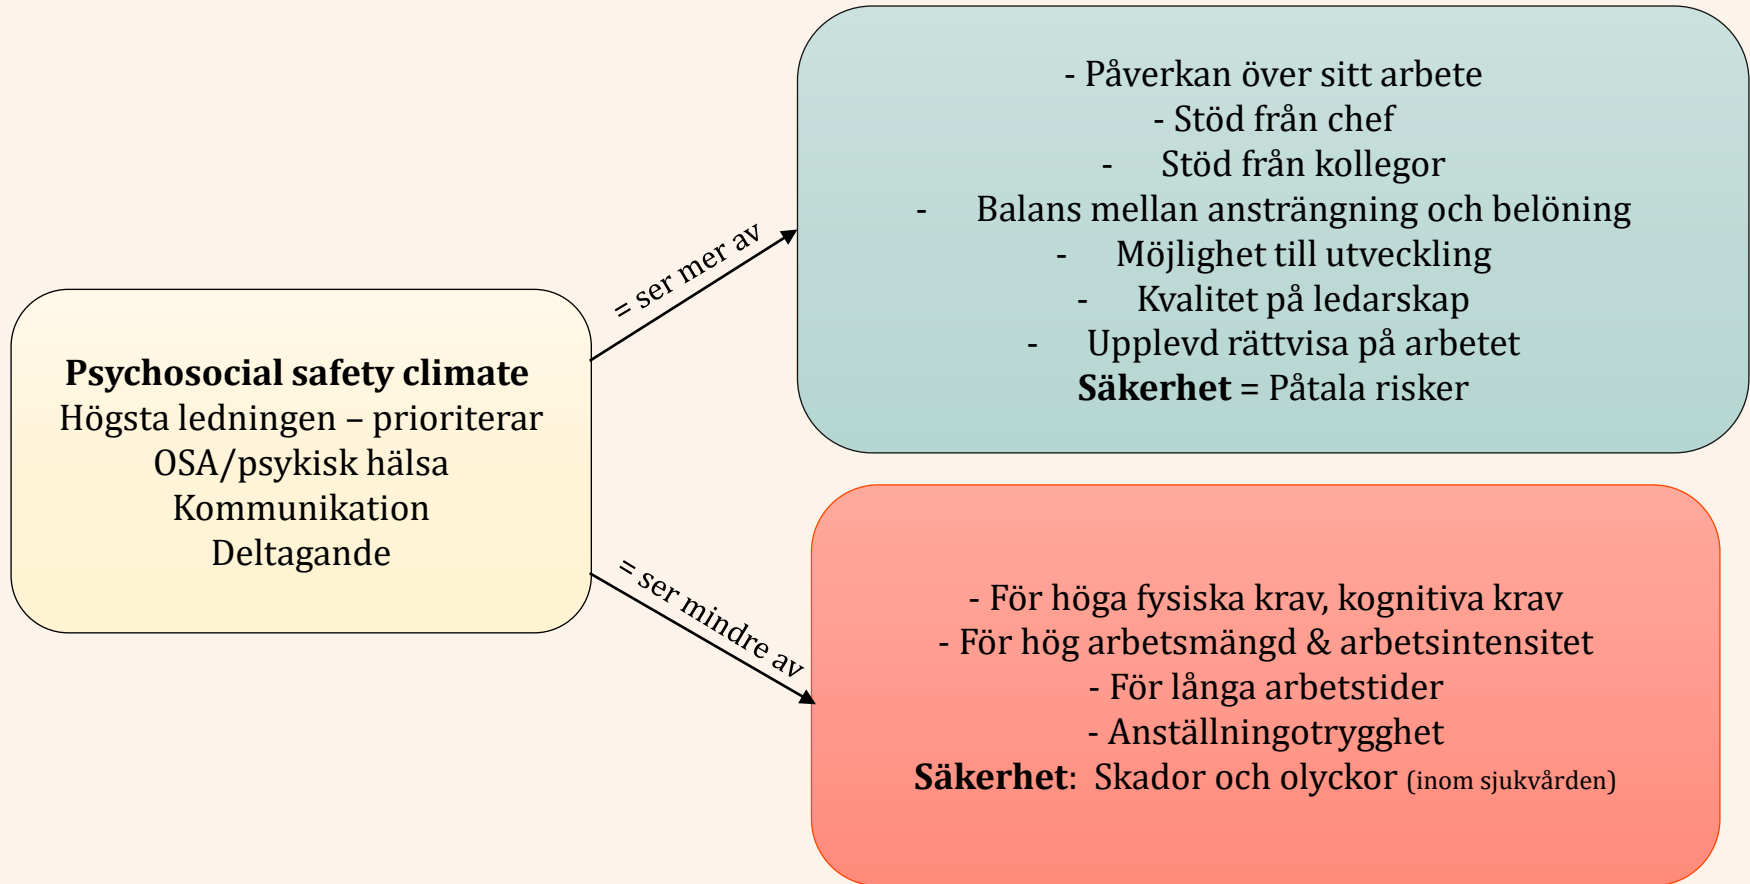 - Påverkan över sitt arbete
- Stöd från chef
- Stöd från kollegor
- Balans mellan ansträngning och belöning
- Möjlighet till utveckling
- Kvalitet på ledarskap
- Upplevd rättvisa på arbetet
Säkerhet = Påtala risker
= ser mer av
Psychosocial safety climate
Högsta ledningen – prioriterar
OSA/psykisk hälsa
Kommunikation
Deltagande
= ser mindre av
- För höga fysiska krav, kognitiva krav
- För hög arbetsmängd & arbetsintensitet
- För långa arbetstider
- Anställningotrygghet
Säkerhet: Skador och olyckor (inom sjukvården)